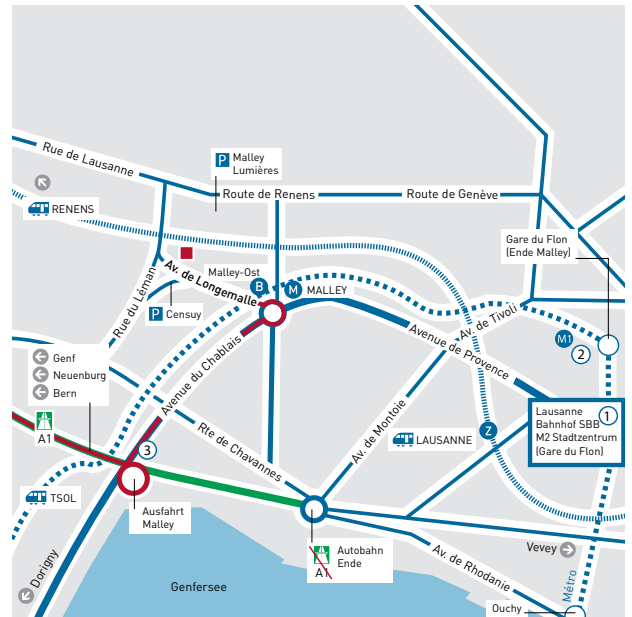 P Malley
Lumières
Rue de Lausanne
Route de Renens
Route de Genève
RENENS
Gare du Flon
(Ende Malley)
Malley-Ost
B
M
MALLEY
Av. de Longemalle
Rue du Léman
P Censuy
Av. de Tivoli
Avenue de Provence
M1
2
Genf
Neuenburg
Bern
Avenue du Chablais
A1
Rte de Chavannes
Av. de Montoie
LAUSANNE
Z
1
Lausanne
Bahnhof SBB
M2 Stadtzentrum
(Gare du Flon)
3
TSOL
Ausfahrt
Malley
Autobahn
Ende
A1
Vevey
Av. de Rhodanie
Métro
Dorigny
Genfersee
Ouchy